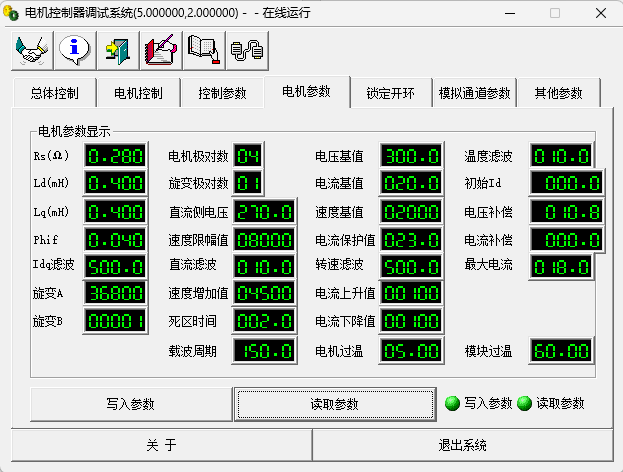 电机控制器调试系统(5.000000,2.000000) - - 在线运行
总体控制 电机控制 控制参数 电机参数 锁定开环 模拟通道参数 其他参数
电机参数显示
Rs(Ω) 0.280 电机极对数 04 电压基值 300.0 温度滤波 010.0
Ld(mH) 0.400 旋变极对数 01 电流基值 020.0 初始Id 000.0
Lq(mH) 0.400 直流侧电压 270.0 速度基值 02000 电压补偿 010.8
Phif 0.040 速度限幅值 08000 电流保护值 023.0 电流补偿 000.0
Idq滤波 500.0 直流滤波 010.0 转速滤波 500.0 最大电流 018.0
旋变A 36800 速度增加值 04500 电流上升值 00100
旋变B 00001 死区时间 002.0 电流下降值 00100
载波周期 150.0 电机过温 05.00 模块过温 60.00
写入参数 读取参数 写入参数 读取参数
关 于 退出系统